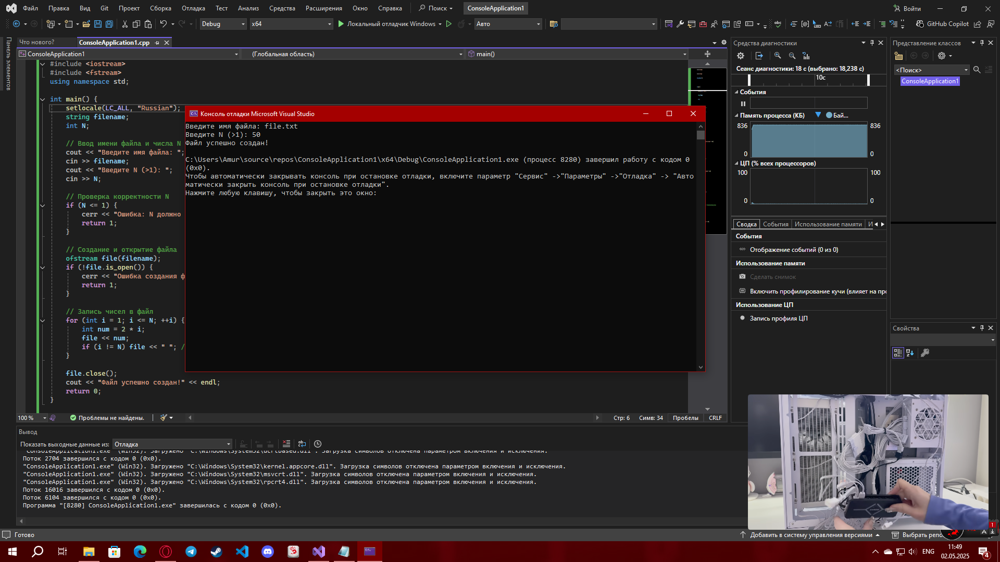 Файл Правка Вид Git Проект Сборка Отладка Тест Анализ Средства Расширения Окно Справка Поиск ConsoleApplication1 Войти
Debug x64 Локальный отладчик Windows Авто GitHub Copilot
Панель элементов
Что нового? ConsoleApplication1.cpp
ConsoleApplication1 (Глобальная область) main()
#include <iostream>
#include <fstream>
using namespace std;
int main() {
setlocale(LC_ALL, "Russian");
string filename;
int N;
// Ввод имени файла и числа N
cout << "Введите имя файла: ";
cin >> filename;
cout << "Введите N (>1): ";
cin >> N;
// Проверка корректности N
if (N <= 1) {
cerr << "Ошибка: N должно
return 1;
}
// Создание и открытие файла
ofstream file(filename);
if (!file.is_open()) {
cerr << "Ошибка создания ф
return 1;
}
// Запись чисел в файл
for (int i = 1; i <= N; ++i) {
int num = 2 * i;
file << num;
if (i != N) file << " "; /
}
file.close();
cout << "Файл успешно создан!" << endl;
return 0;
}
Консоль отладки Microsoft Visual Studio
Введите имя файла: file.txt
Введите N (>1): 50
Файл успешно создан!
C:\Users\Amur\source\repos\ConsoleApplication1\x64\Debug\ConsoleApplication1.exe (процесс 8280) завершил работу с кодом 0
(0x0).
Чтобы автоматически закрывать консоль при остановке отладки, включите параметр "Сервис" ->"Параметры" ->"Отладка" -> "Авто
матически закрыть консоль при остановке отладки".
Нажмите любую клавишу, чтобы закрыть это окно:
100 % Проблемы не найдены. Стр: 6 Симв: 34 Пробелы CRLF
Вывод
Показать выходные данные из: Отладка
"ConsoleApplication1.exe" (Win32). Загружено "C:\Windows\System32\ucrtbased.dll". Загрузка символов отключена параметром включения и исключения.
Поток 2704 завершился с кодом 0 (0x0).
"ConsoleApplication1.exe" (Win32). Загружено "C:\Windows\System32\kernel.appcore.dll". Загрузка символов отключена параметром включения и исключения.
"ConsoleApplication1.exe" (Win32). Загружено "C:\Windows\System32\msvcrt.dll". Загрузка символов отключена параметром включения и исключения.
"ConsoleApplication1.exe" (Win32). Загружено "C:\Windows\System32\rpcrt4.dll". Загрузка символов отключена параметром включения и исключения.
Поток 16016 завершился с кодом 0 (0x0).
Поток 6104 завершился с кодом 0 (0x0).
Программа "[8280] ConsoleApplication1.exe" завершилась с кодом 0 (0x0).
Средства диагностики
Сеанс диагностики: 18 с (выбрано: 18,238 с)
10с
События
Память процесса (КБ) Бай...
836 836
0 0
ЦП (% всех процессоров)
100 100
0 0
Сводка События Использование памяти И
События
Отображение событий (0 из 0)
Использование памяти
Сделать снимок
Включить профилирование кучи (влияет на про
Использование ЦП
Запись профиля ЦП
Представление классов
<Поиск>
ConsoleApplication1
Свойства
Готово Добавить в систему управления версиями Выбрать репо
ENG 11:49
02.05.2025
4